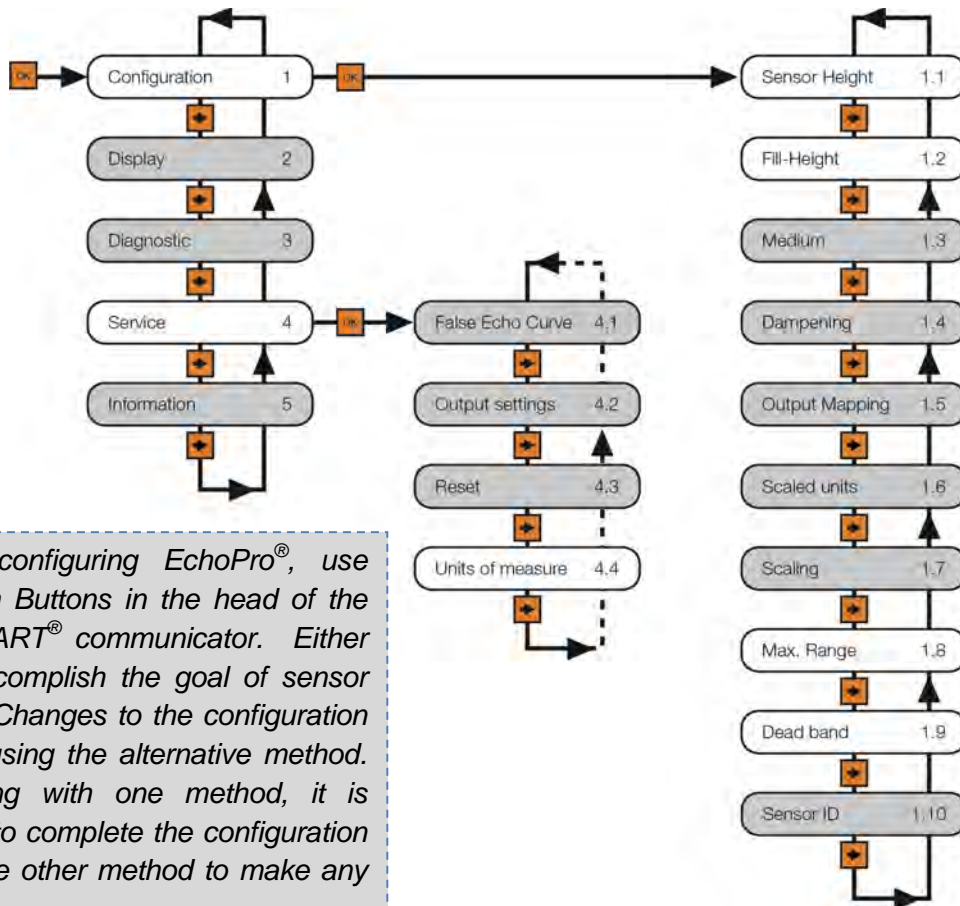 OK
Configuration 1
OK
Display 2
Diagnostic 3
Service 4
OK
Information 5
False Echo Curve 4.1
Output settings 4.2
Reset 4.3
Units of measure 4.4
Sensor Height 1.1
Fill-Height 1.2
Medium 1.3
Dampening 1.4
Output Mapping 1.5
Scaled units 1.6
Scaling 1.7
Max. Range 1.8
Dead band 1.9
Sensor ID 1.10
configuring EchoPro®, use
Buttons in the head of the
ART® communicator. Either
complish the goal of sensor
Changes to the configuration
using the alternative method.
ng with one method, it is
to complete the configuration
e other method to make any